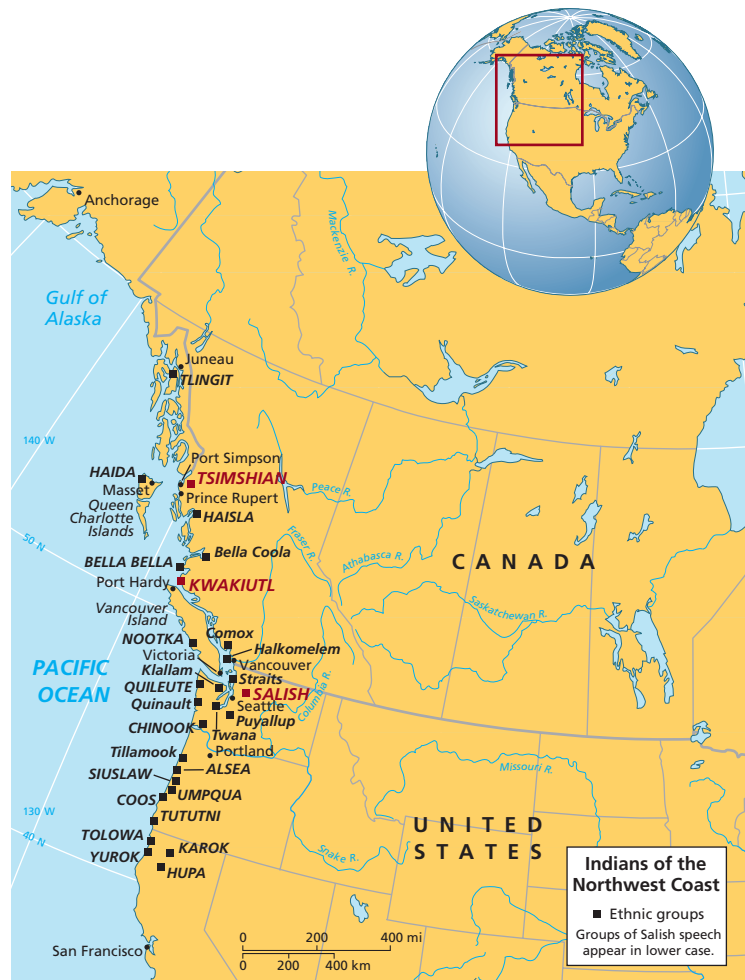 Anchorage
Mackenzie R.
Gulf of
Alaska
Juneau
TLINGIT
140 W
Port Simpson
HAIDA
TSIMSHIAN
Masset
Prince Rupert
Peace R.
Queen
Charlotte
Islands
HAISLA
50 N
Fraser R.
Bella Coola
BELLA BELLA
Athabasca R.
CANADA
Port Hardy
KWAKIUTL
Saskatchewan R.
Vancouver
Island
NOOTKA
Comox
Halkomelem
Victoria
Vancouver
PACIFIC
OCEAN
Klallam
Straits
QUILEUTE
SALISH
Columbia R.
Quinault
Seattle
Puyallup
CHINOOK
Twana
Tillamook
Portland
ALSEA
Missouri R.
SIUSLAW
UMPQUA
COOS
130 W
TUTUTNI
UNITED
STATES
TOLOWA
40 N
YUROK
KAROK
Snake R.
HUPA
Indians of the
Northwest Coast
Ethnic groups
Groups of Salish speech
appear in lower case.
San Francisco
0 200 400 mi
0 200 400 km